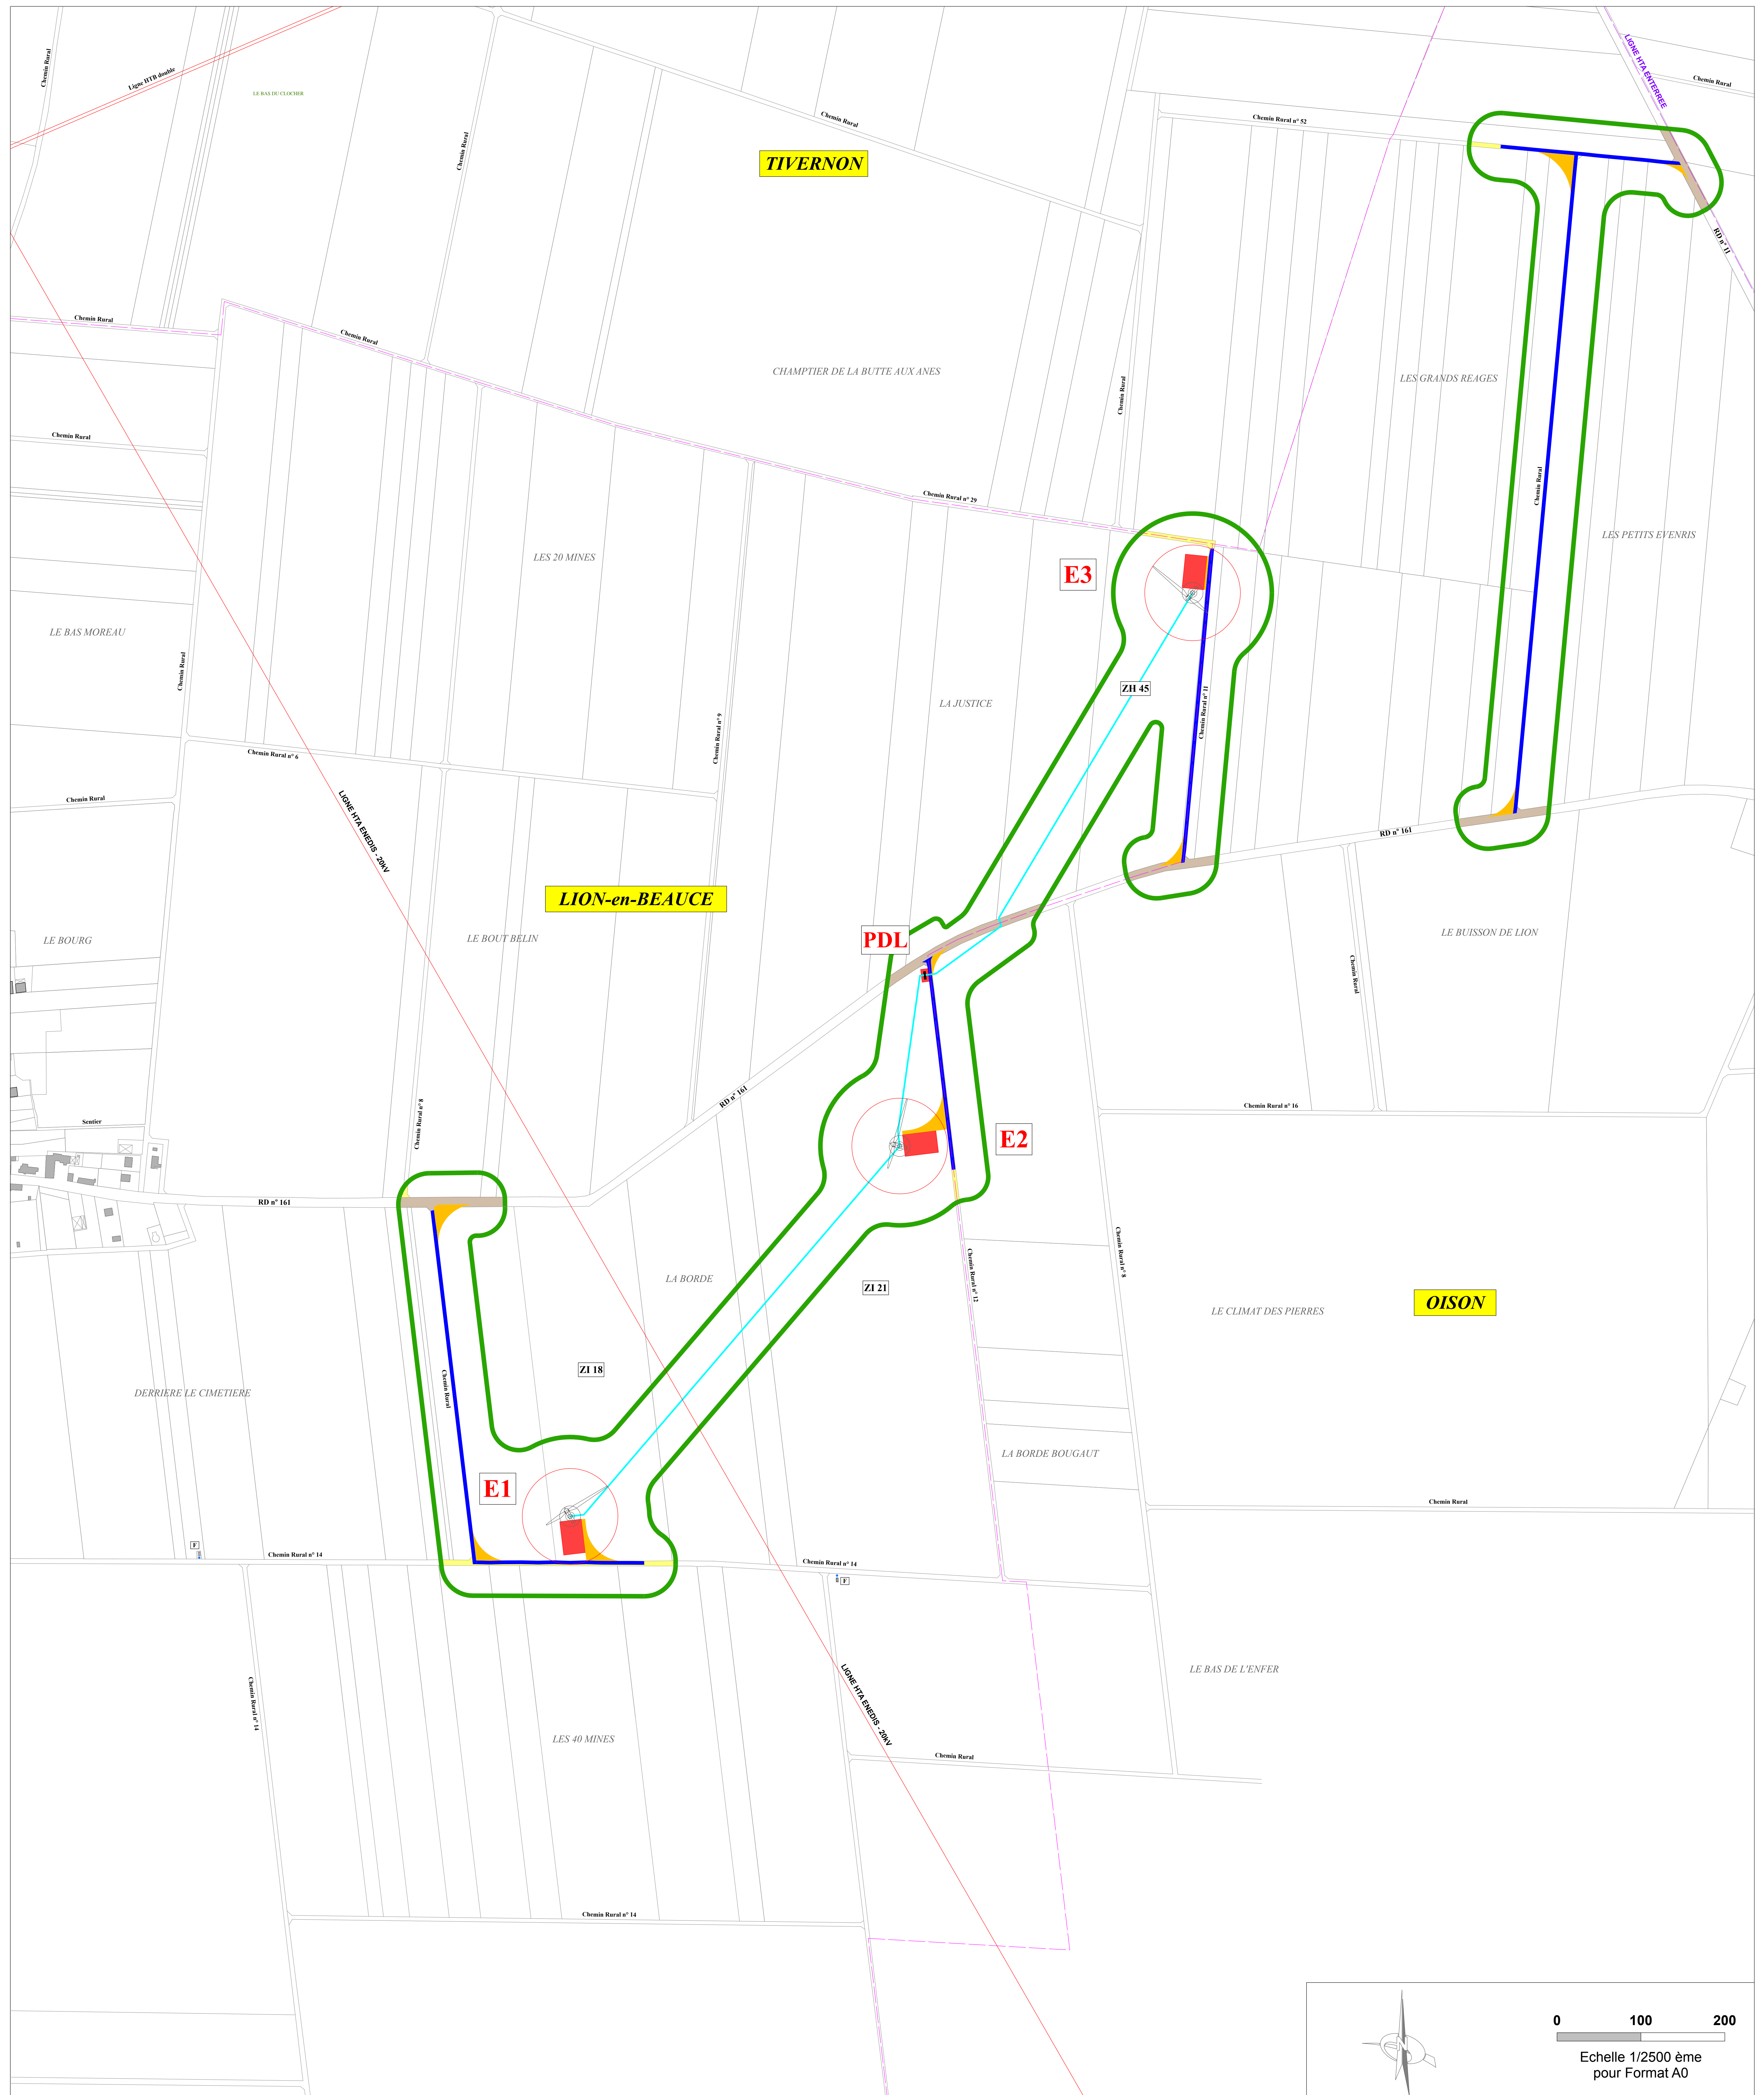 Chemin Rural
Ligne HTB double
LE BAS DU CLOCHER
Chemin Rural
Chemin Rural
TIVERNON
Chemin Rural n° 52
LIGNE HTA ENTERREE
Chemin Rural
RD n° 11
Chemin Rural
Chemin Rural
CHAMPTIER DE LA BUTTE AUX ANES
Chemin Rural
LES GRANDS REAGES
Chemin Rural
Chemin Rural n° 29
Chemin Rural
LES 20 MINES
E3
LES PETITS EVENRIS
LE BAS MOREAU
Chemin Rural
LA JUSTICE
ZH 45
Chemin Rural n° 11
Chemin Rural n° 9
Chemin Rural n° 6
Chemin Rural
LIGNE HTA ENEDIS - 20kV
RD n° 161
LION-en-BEAUCE
LE BOURG
LE BOUT BELIN
PDL
LE BUISSON DE LION
Chemin Rural
Sentier
Chemin Rural n° 8
RD n° 161
E2
Chemin Rural n° 16
RD n° 161
Chemin Rural n° 12
Chemin Rural n° 8
LA BORDE
ZI 21
LE CLIMAT DES PIERRES
OISON
ZI 18
DERRIERE LE CIMETIERE
Chemin Rural
LA BORDE BOUGAUT
E1
Chemin Rural
F
Chemin Rural n° 14
Chemin Rural n° 14
F
LE BAS DE L'ENFER
Chemin Rural n° 14
LIGNE HTA ENEDIS - 20kV
LES 40 MINES
Chemin Rural
Chemin Rural n° 14
N
0 100 200
Echelle 1/2500 ème
pour Format A0